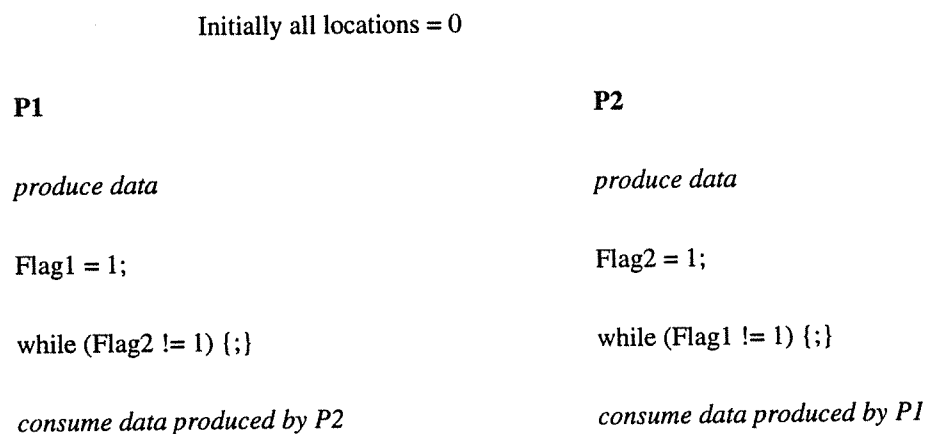 Initially all locations = 0
P1
produce data
Flag1 = 1;
while (Flag2 != 1) {;}
consume data produced by P2
P2
produce data
Flag2 = 1;
while (Flag1 != 1) {;}
consume data produced by P1